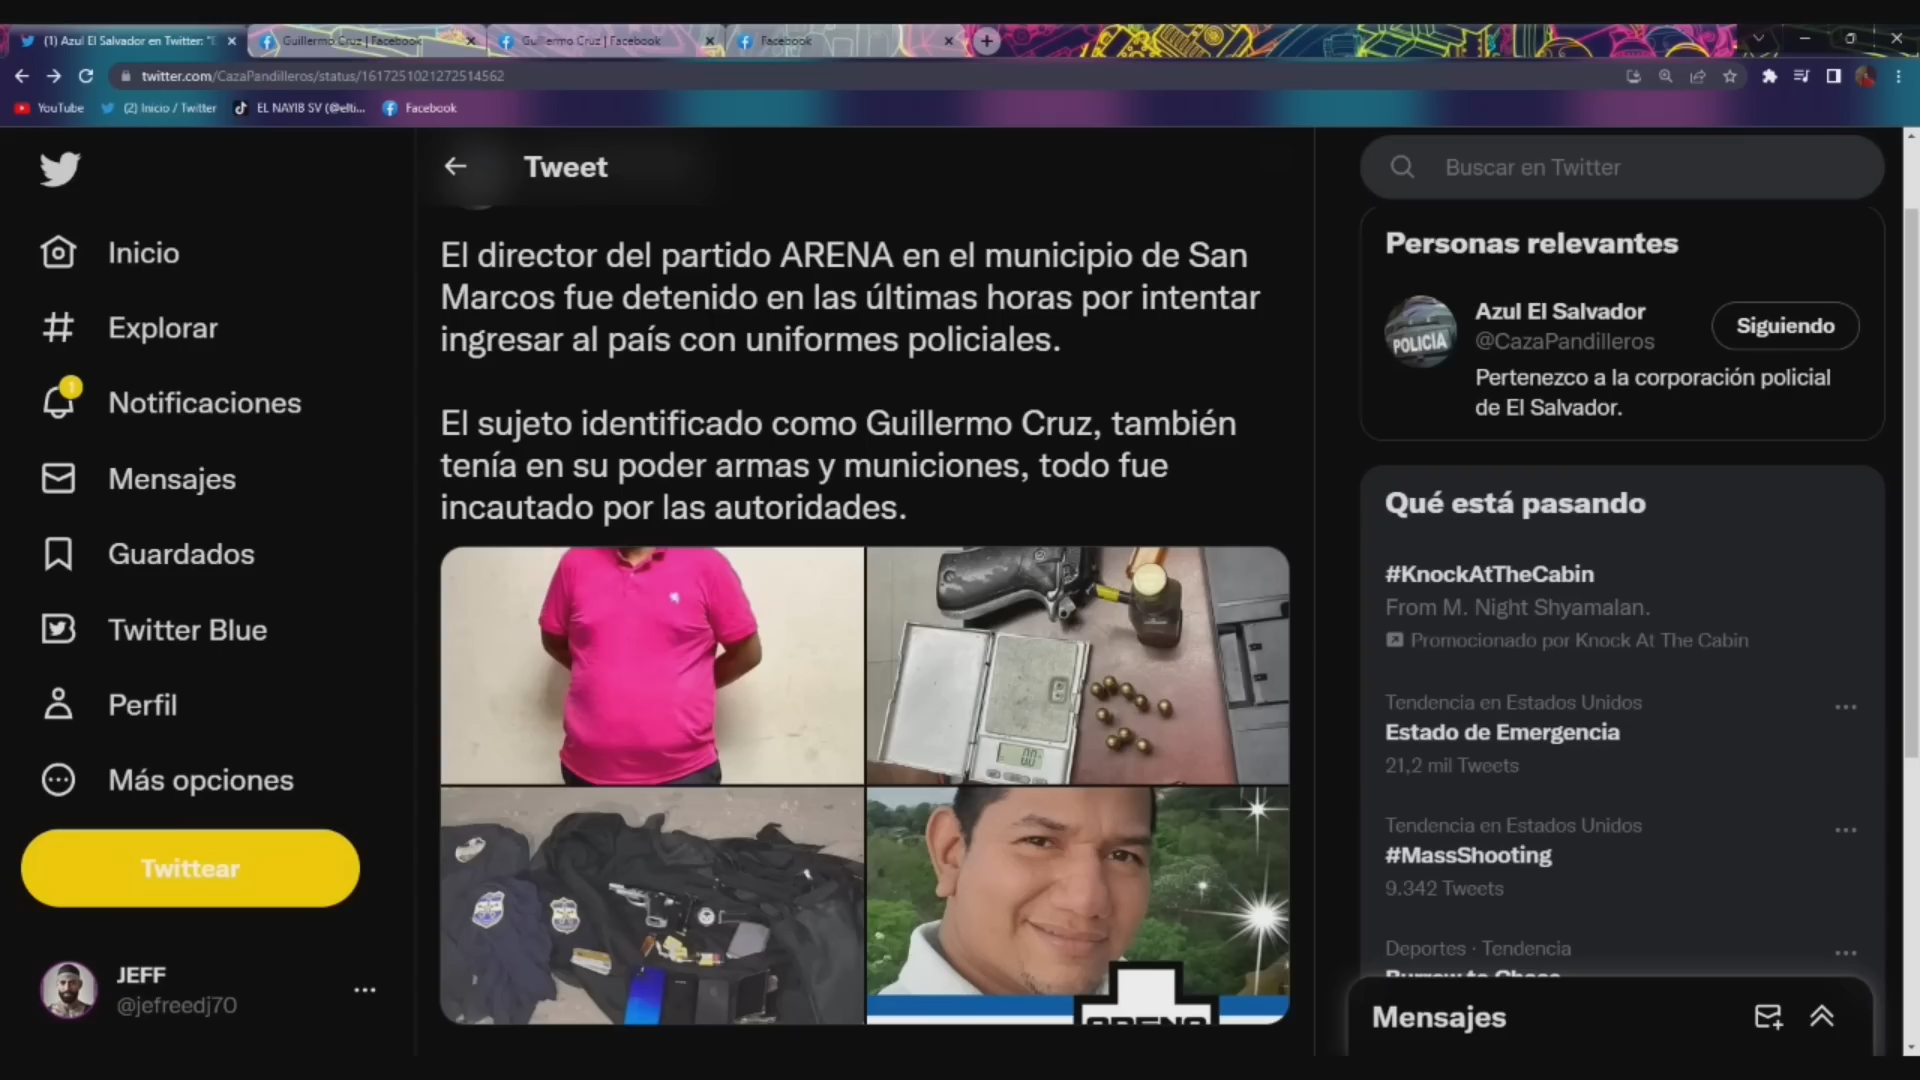 (1) Azul El Salvador en Twitter: "E
Guillermo Cruz | Facebook
Guillermo Cruz | Facebook
Facebook
twitter.com/CazaPandilleros/status/1617251021272514562
YouTube
(2) Inicio / Twitter
EL NAYIB SV (@elti...
Facebook
Tweet
Buscar en Twitter
Inicio
Explorar
1
Notificaciones
Mensajes
Guardados
Twitter Blue
Perfil
Más opciones
Twittear
JEFF
@jefreedj70
El director del partido ARENA en el municipio de San
Marcos fue detenido en las últimas horas por intentar
ingresar al país con uniformes policiales.
El sujeto identificado como Guillermo Cruz, también
tenía en su poder armas y municiones, todo fue
incautado por las autoridades.
0.0
ARENA
Personas relevantes
POLICIA
Azul El Salvador
@CazaPandilleros
Siguiendo
Pertenezco a la corporación policial
de El Salvador.
Qué está pasando
#KnockAtTheCabin
From M. Night Shyamalan.
Promocionado por Knock At The Cabin
Tendencia en Estados Unidos
Estado de Emergencia
21,2 mil Tweets
Tendencia en Estados Unidos
#MassShooting
9.342 Tweets
Deportes · Tendencia
Burrow to Chase
Mensajes